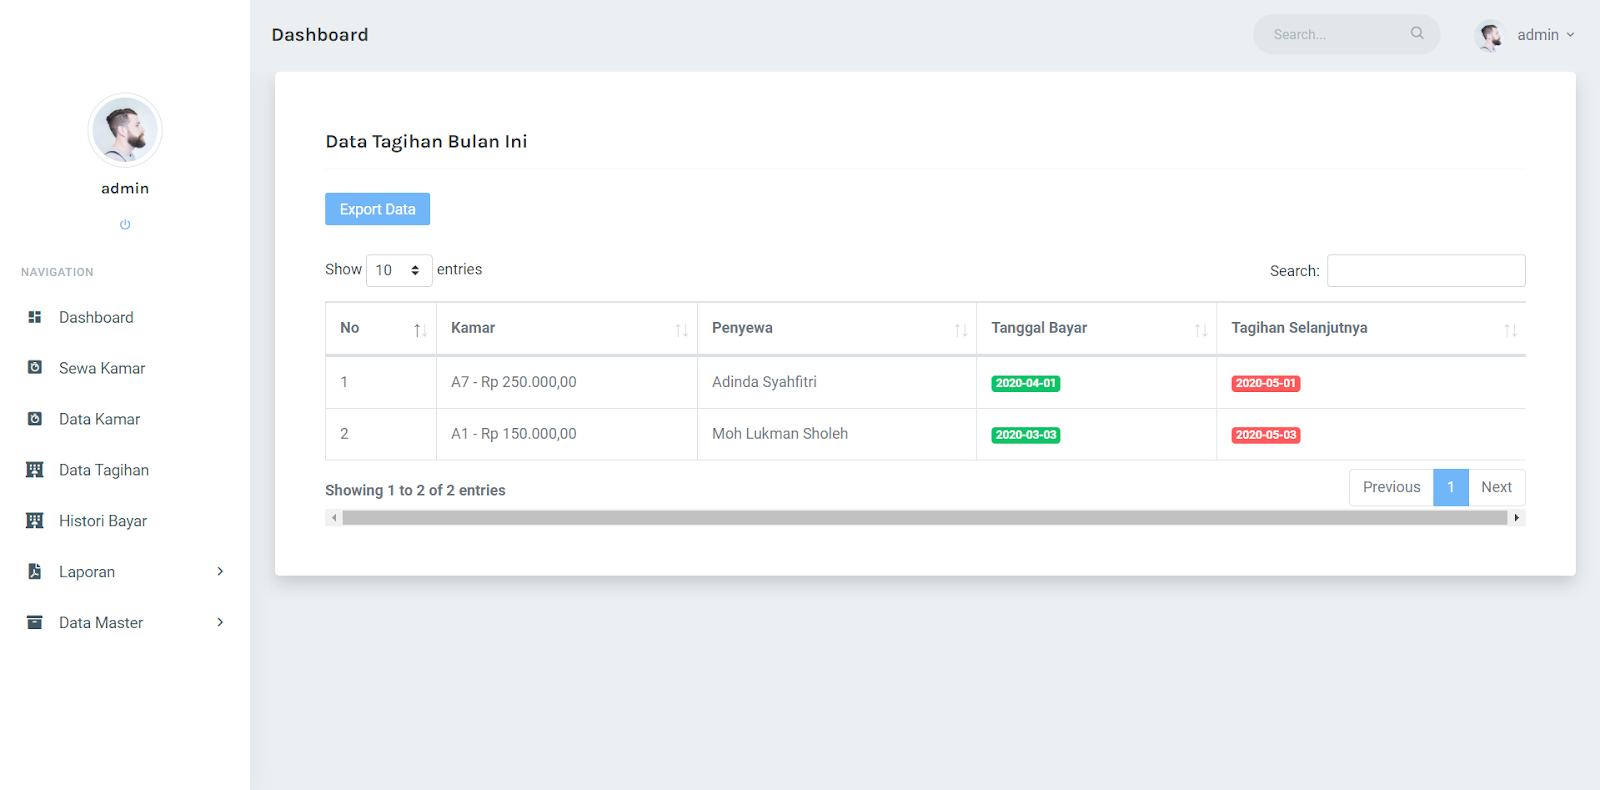 Dashboard
Search...
admin
admin
NAVIGATION
Dashboard
Sewa Kamar
Data Kamar
Data Tagihan
Histori Bayar
Laporan
Data Master
Data Tagihan Bulan Ini
Export Data
Show 10 entries
Search:
No Kamar Penyewa Tanggal Bayar Tagihan Selanjutnya
1 A7 - Rp 250.000,00 Adinda Syahfitri 2020-04-01 2020-05-01
2 A1 - Rp 150.000,00 Moh Lukman Sholeh 2020-03-03 2020-05-03
Showing 1 to 2 of 2 entries
Previous 1 Next